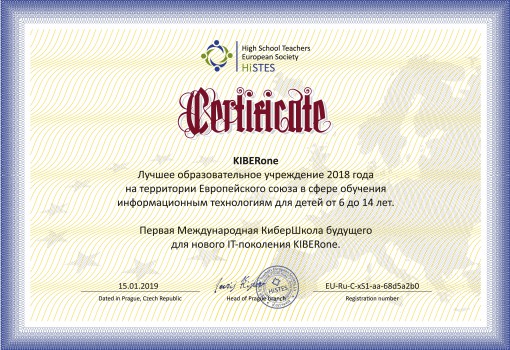 High School Teachers
European Society
HiSTES
Certificate
KIBERone
Лучшее образовательное учреждение 2018 года
на территории Европейского союза в сфере обучения
информационным технологиям для детей от 6 до 14 лет.
Первая Международная КиберШкола будущего
для нового IT-поколения KIBERone.
15.01.2019
EU-Ru-C-x51-aa-68d5a2b0
Dated in Prague, Czech Republic
Head of Prague branch
Registration number
HiSTES